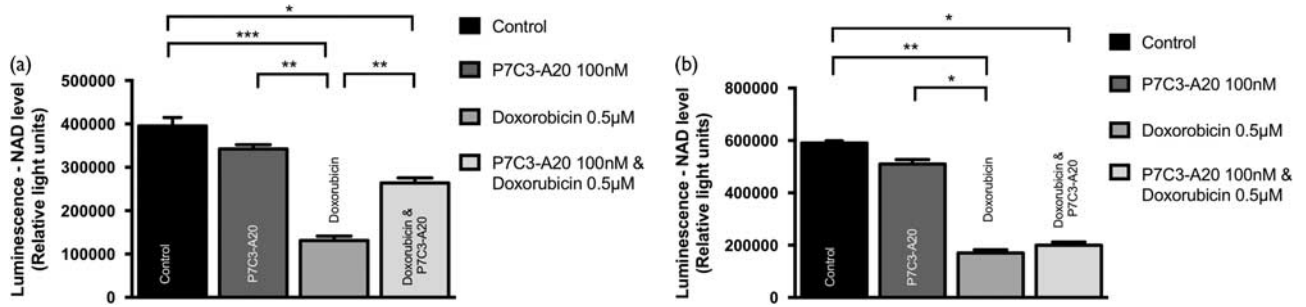 (a)
*
***
**
**
500000
400000
300000
200000
100000
0
Luminescence - NAD level
(Relative light units)
Control
P7C3-A20
Doxorubicin
Doxorubicin &
P7C3-A20
Control
P7C3-A20 100nM
Doxorobicin 0.5µM
P7C3-A20 100nM &
Doxorubicin 0.5µM
(b)
*
**
*
800000
600000
400000
200000
0
Luminescence - NAD level
(Relative light units)
Control
P7C3-A20
Doxorubicin
Doxorubicin &
P7C3-A20
Control
P7C3-A20 100nM
Doxorobicin 0.5µM
P7C3-A20 100nM &
Doxorubicin 0.5µM